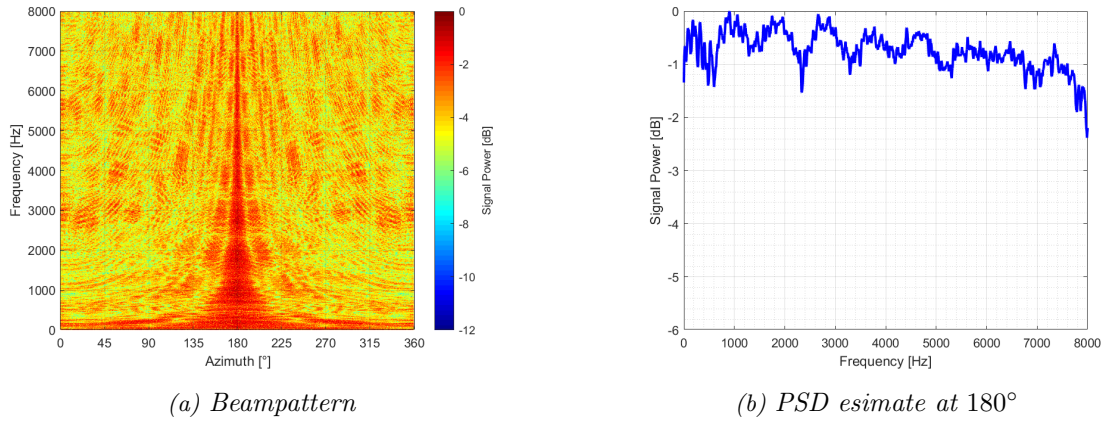 8000
7000
6000
5000
4000
3000
2000
1000
0
Frequency [Hz]
0 45 90 135 180 225 270 315 360
Azimuth [°]
0
-2
-4
-6
-8
-10
-12
Signal Power [dB]
(a) Beampattern
0
-1
-2
-3
-4
-5
-6
Signal Power [dB]
0 1000 2000 3000 4000 5000 6000 7000 8000
Frequency [Hz]
(b) PSD esimate at 180°